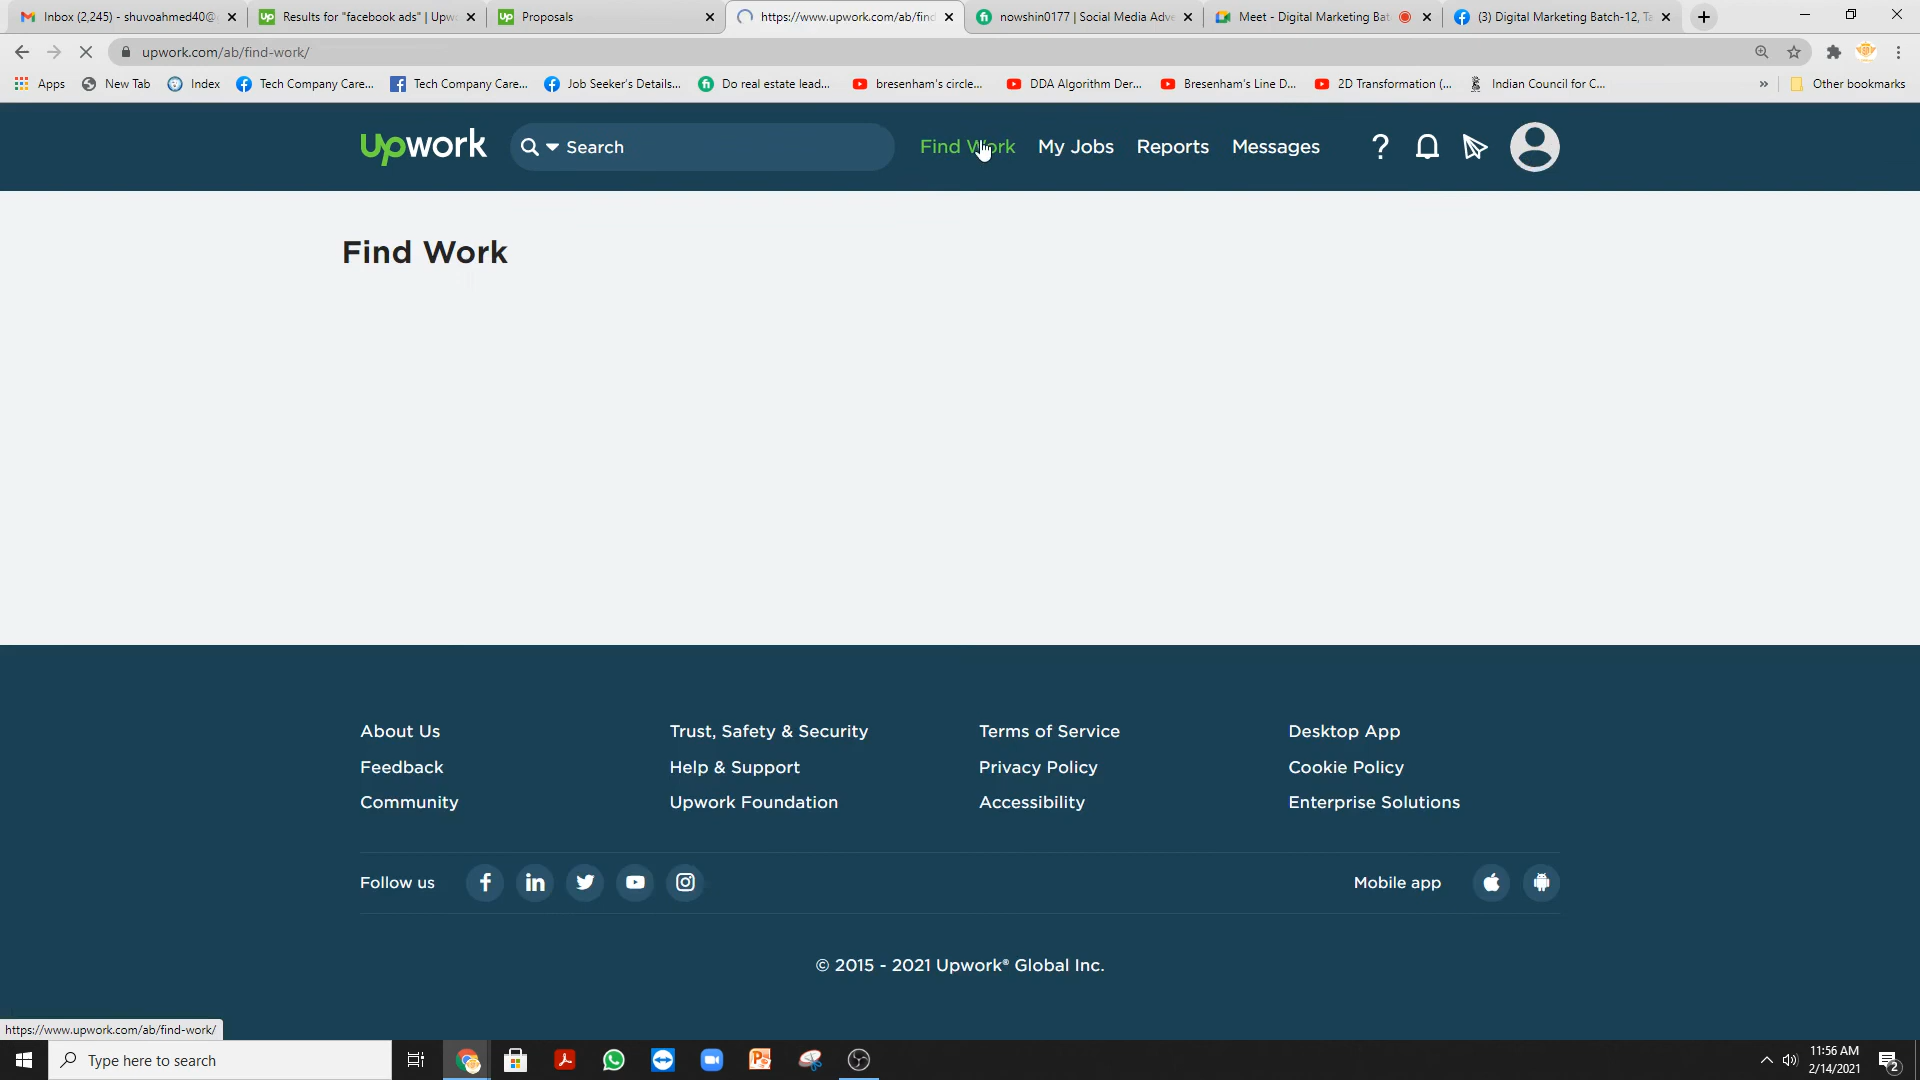 Inbox (2,245) - shuvoahmed40@
Results for "facebook ads" | Upwo
Proposals
https://www.upwork.com/ab/find
nowshin0177 | Social Media Adve
Meet - Digital Marketing Bat
(3) Digital Marketing Batch-12, Ta
upwork.com/ab/find-work/
Apps
New Tab
Index
Tech Company Care...
Tech Company Care...
Job Seeker's Details...
Do real estate lead...
bresenham's circle...
DDA Algorithm Der...
Bresenham's Line D...
2D Transformation (...
Indian Council for C...
»
Other bookmarks
upwork
Search
Find Work
My Jobs
Reports
Messages
?
Find Work
About Us
Trust, Safety & Security
Terms of Service
Desktop App
Feedback
Help & Support
Privacy Policy
Cookie Policy
Community
Upwork Foundation
Accessibility
Enterprise Solutions
Follow us
Mobile app
© 2015 - 2021 Upwork® Global Inc.
https://www.upwork.com/ab/find-work/
Type here to search
11:56 AM
2/14/2021
2